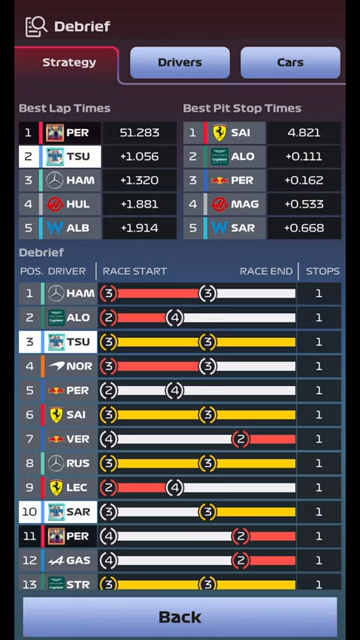 Debrief
Strategy Drivers Cars
Best Lap Times Best Pit Stop Times
1 PER 51.283 1 SAI 4.821
2 TSU +1.056 2 ALO +0.111
3 HAM +1.320 3 PER +0.162
4 HUL +1.881 4 MAG +0.533
5 ALB +1.914 5 SAR +0.668
Debrief
POS. DRIVER RACE START RACE END STOPS
1 HAM 3 3 1
2 ALO 2 4 1
3 TSU 3 3 1
4 NOR 3 3 1
5 PER 2 4 1
6 SAI 3 3 1
7 VER 4 2 1
8 RUS 3 3 1
9 LEC 2 4 1
10 SAR 3 3 1
11 PER 4 2 1
12 GAS 4 2 1
13 STR 3 3 1
Back